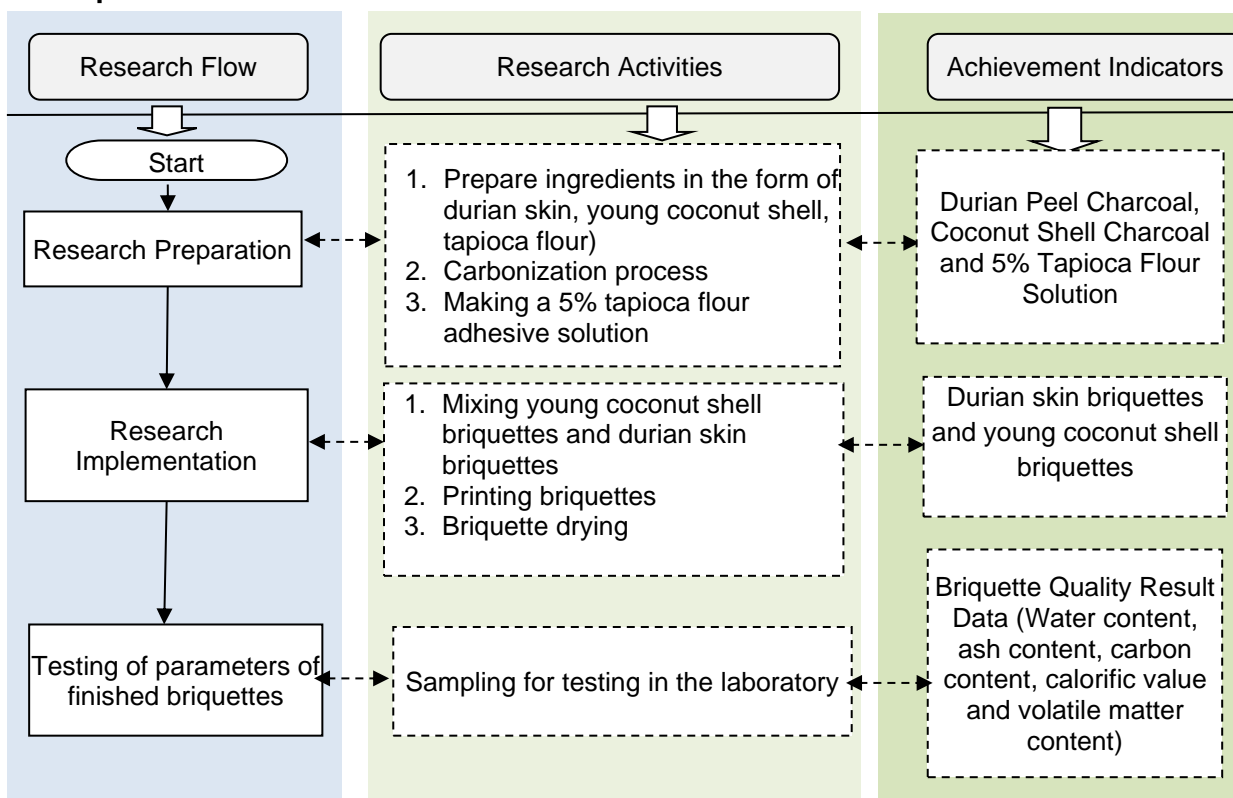 Research Flow
Research Activities
Achievement Indicators
Start
Research Preparation
1. Prepare ingredients in the form of
durian skin, young coconut shell,
tapioca flour)
2. Carbonization process
3. Making a 5% tapioca flour
adhesive solution
Durian Peel Charcoal,
Coconut Shell Charcoal
and 5% Tapioca Flour
Solution
Research
Implementation
1. Mixing young coconut shell
briquettes and durian skin
briquettes
2. Printing briquettes
3. Briquette drying
Durian skin briquettes
and young coconut shell
briquettes
Testing of parameters of
finished briquettes
Sampling for testing in the laboratory
Briquette Quality Result
Data (Water content,
ash content, carbon
content, calorific value
and volatile matter
content)